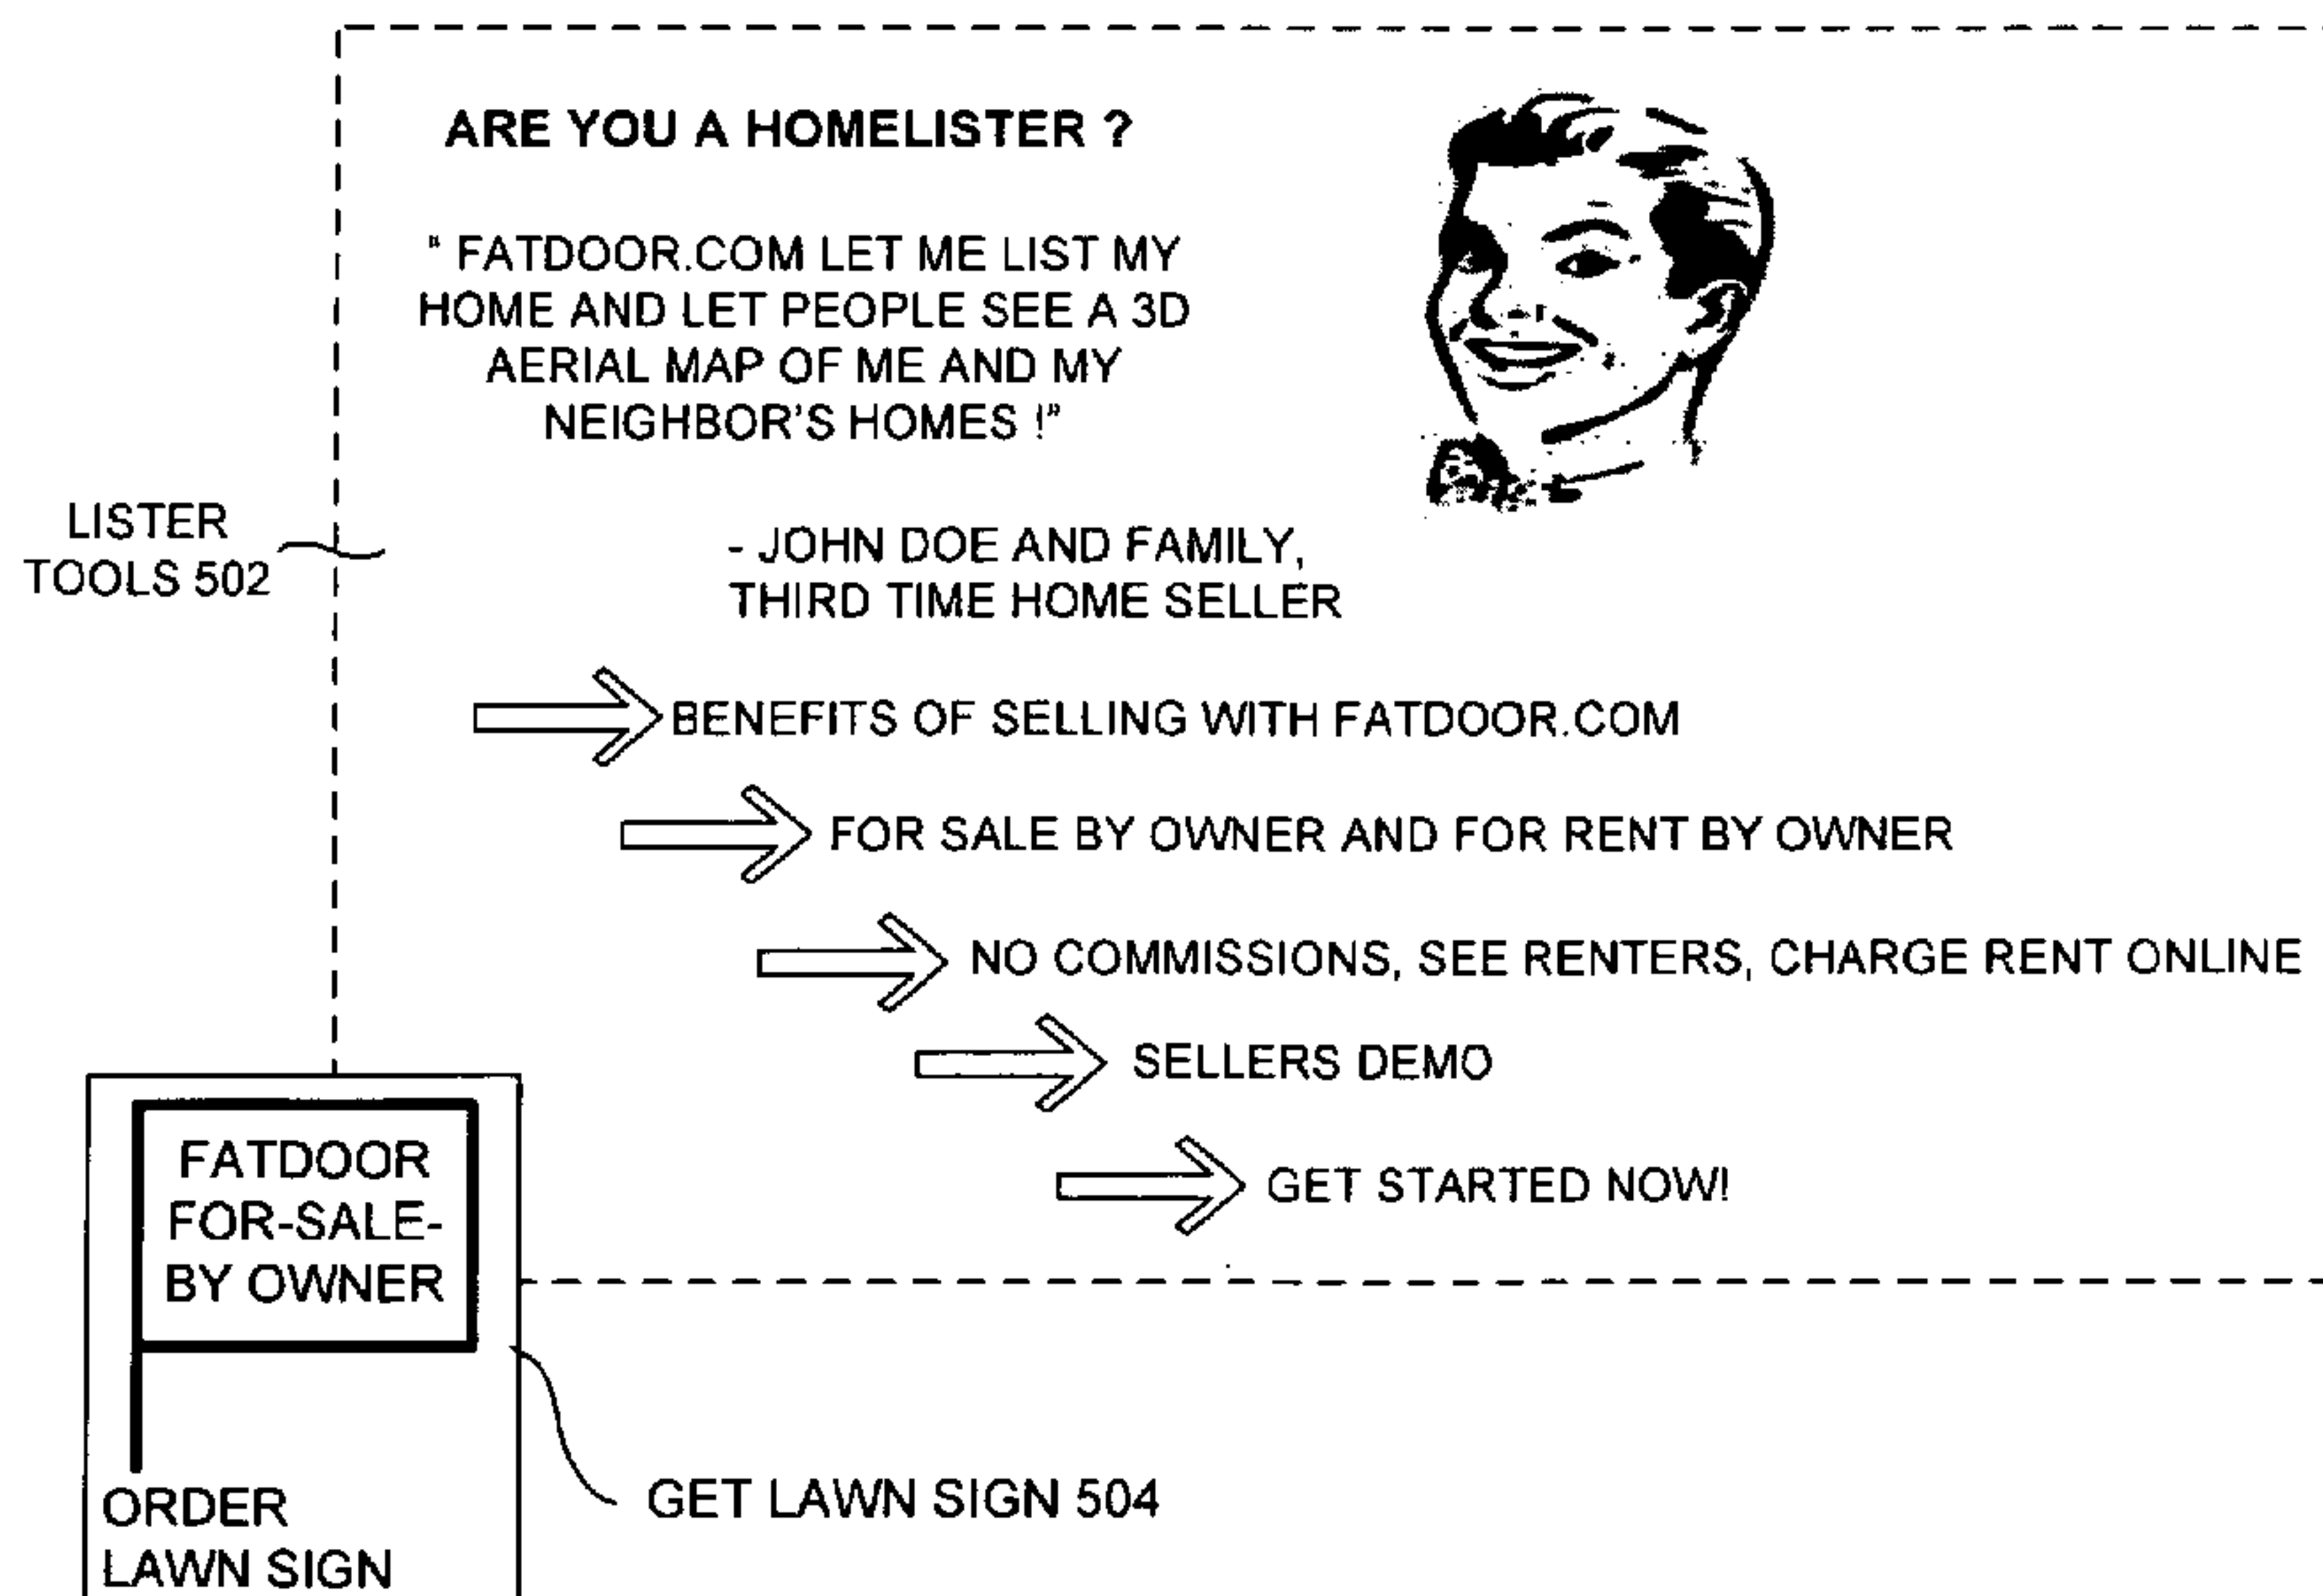 ARE YOU A HOMELISTER ?
" FATDOOR.COM LET ME LIST MY
HOME AND LET PEOPLE SEE A 3D
AERIAL MAP OF ME AND MY
NEIGHBOR'S HOMES !"
- JOHN DOE AND FAMILY,
THIRD TIME HOME SELLER
LISTER
TOOLS 502
BENEFITS OF SELLING WITH FATDOOR.COM
FOR SALE BY OWNER AND FOR RENT BY OWNER
NO COMMISSIONS, SEE RENTERS, CHARGE RENT ONLINE
SELLERS DEMO
GET STARTED NOW!
FATDOOR
FOR-SALE-
BY OWNER
ORDER
LAWN SIGN
GET LAWN SIGN 504